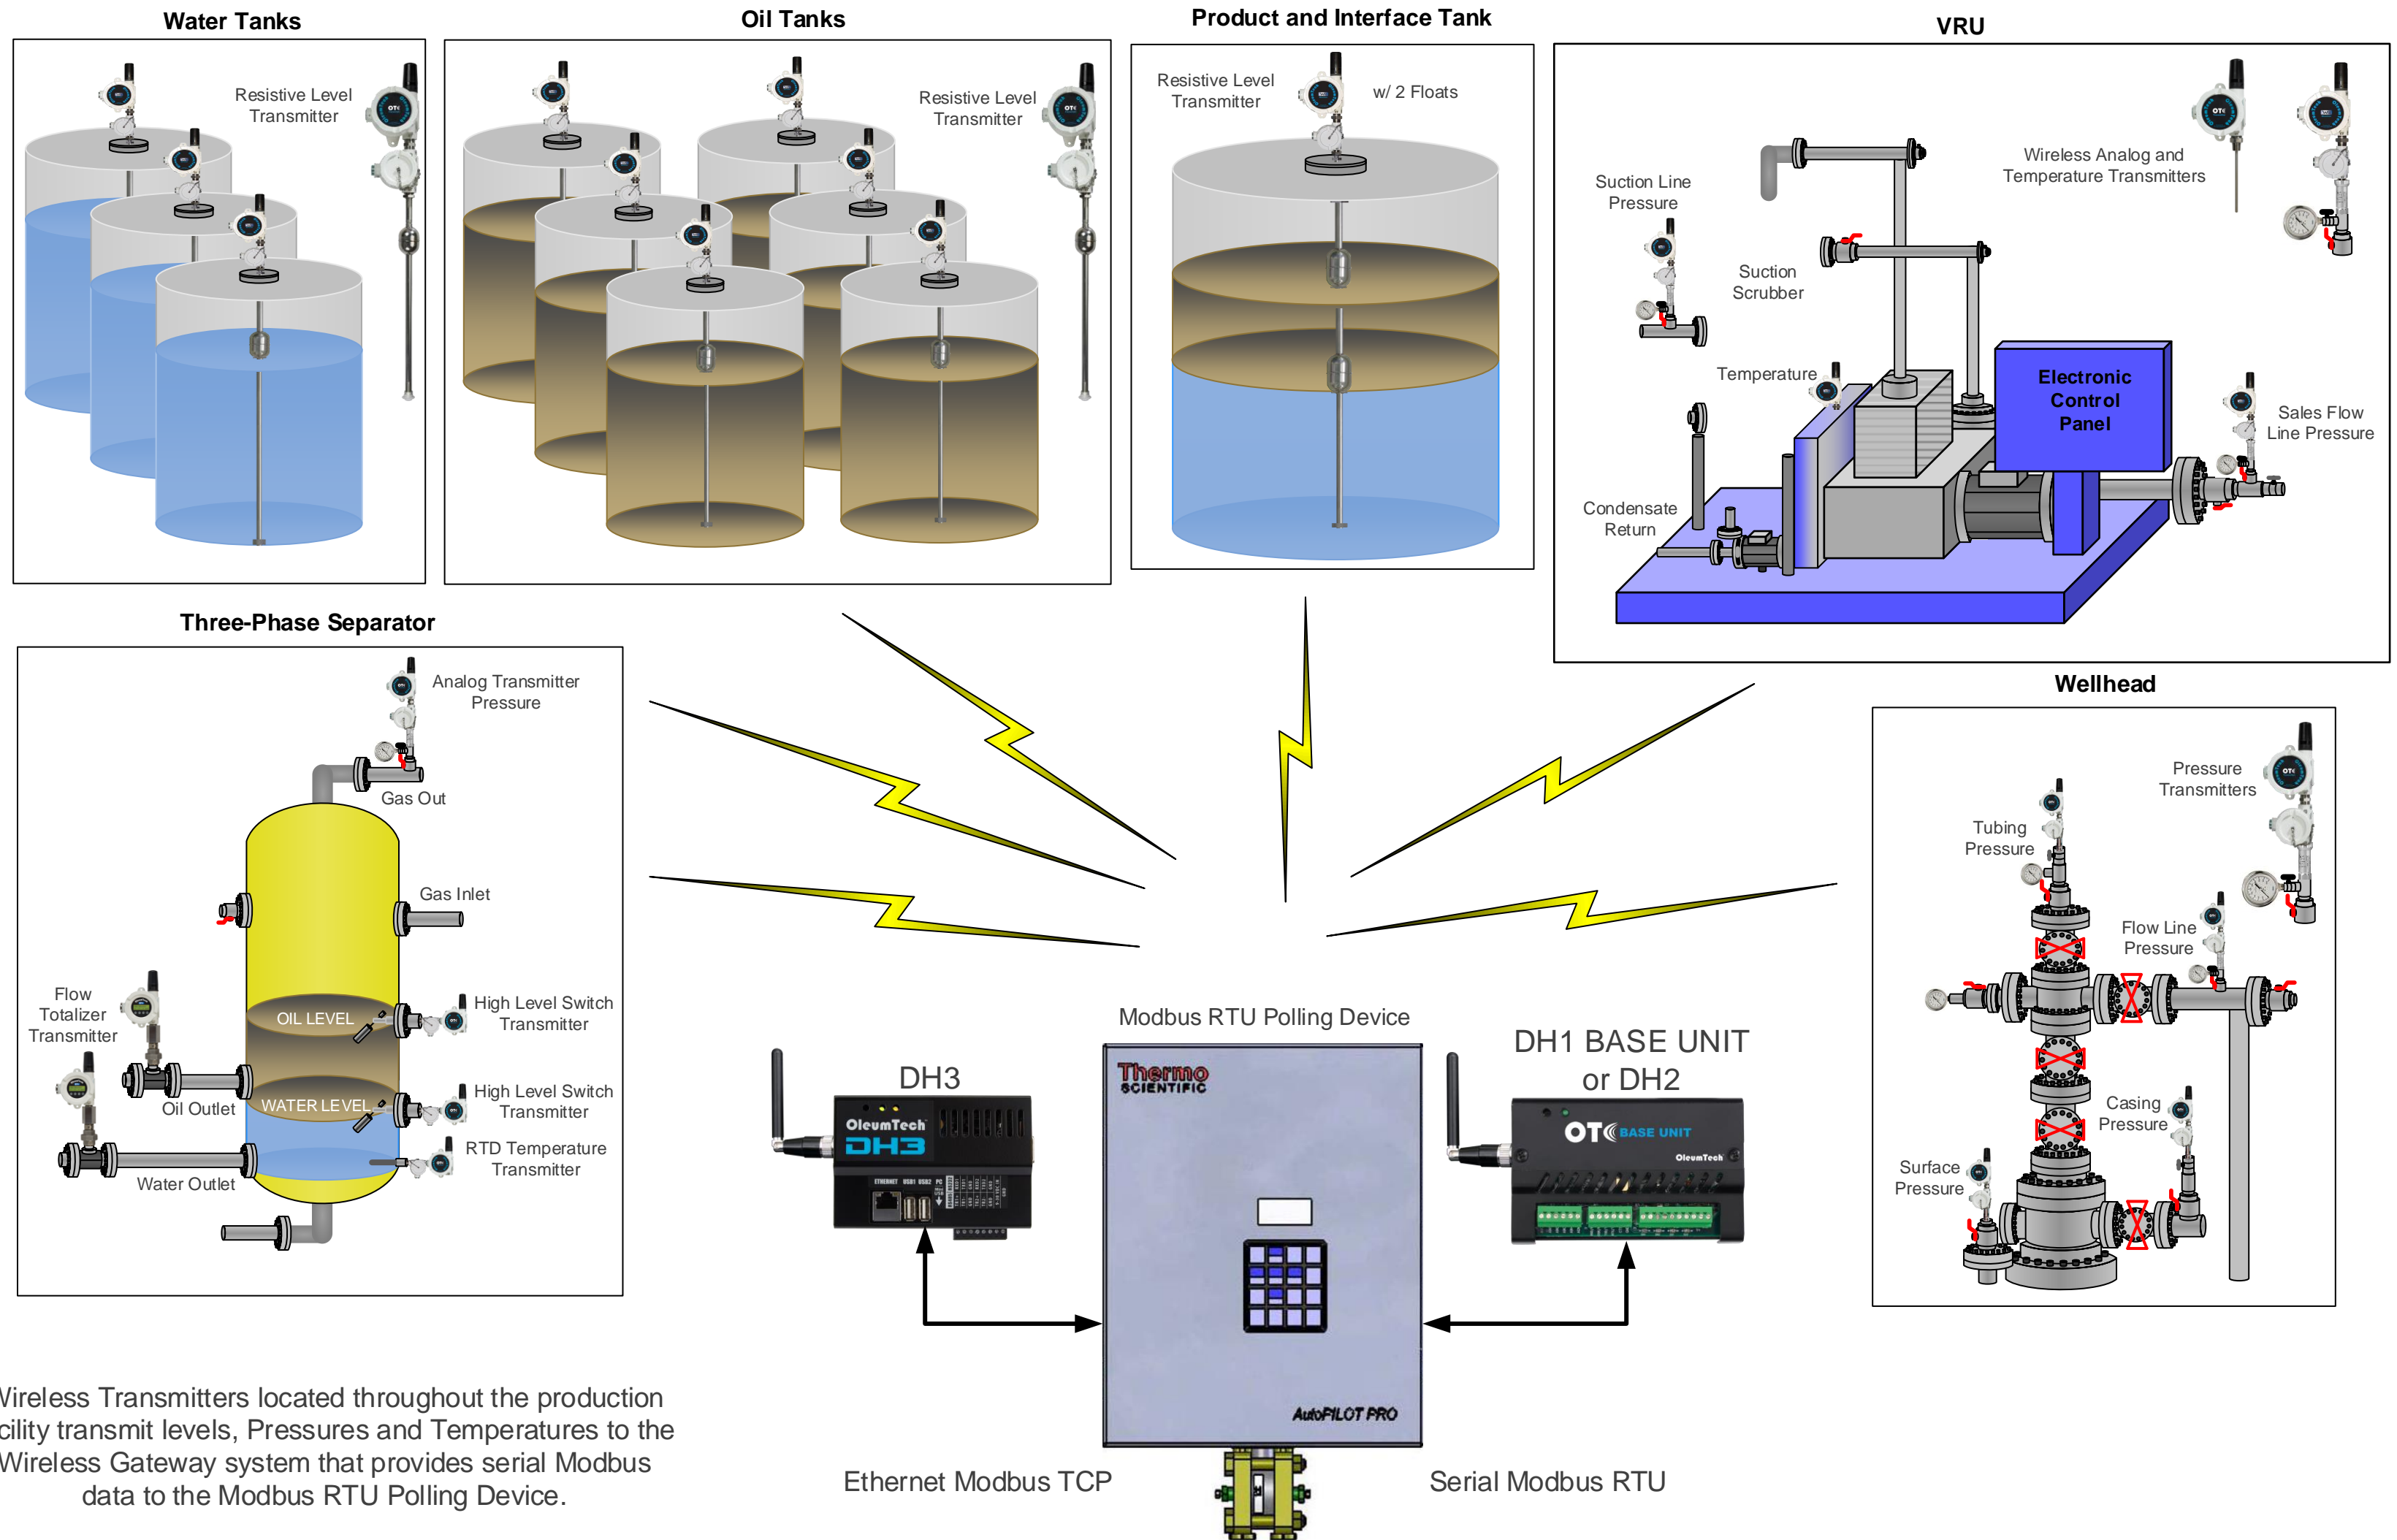 Water Tanks
Resistive Level
Transmitter
Oil Tanks
Resistive Level
Transmitter
Product and Interface Tank
Resistive Level
Transmitter
w/ 2 Floats
VRU
Wireless Analog and
Temperature Transmitters
Suction Line
Pressure
Suction
Scrubber
Temperature
Electronic
Control
Panel
Sales Flow
Line Pressure
Condensate
Return
Three-Phase Separator
Analog Transmitter
Pressure
Gas Out
Gas Inlet
Flow
Totalizer
Transmitter
OIL LEVEL
High Level Switch
Transmitter
Oil Outlet
WATER LEVEL
High Level Switch
Transmitter
RTD Temperature
Transmitter
Water Outlet
Wellhead
Pressure
Transmitters
OTC
Tubing
Pressure
Flow Line
Pressure
Casing
Pressure
Surface
Pressure
Modbus RTU Polling Device
DH3
OleumTech
DH3
ETHERNET USB1 USB2 PC
Thermo
SCIENTIFIC
AutoPILOT PRO
DH1 BASE UNIT
or DH2
OTC BASE UNIT
OleumTech
Ethernet Modbus TCP
Serial Modbus RTU
Wireless Transmitters located throughout the production
cility transmit levels, Pressures and Temperatures to the
Wireless Gateway system that provides serial Modbus
data to the Modbus RTU Polling Device.